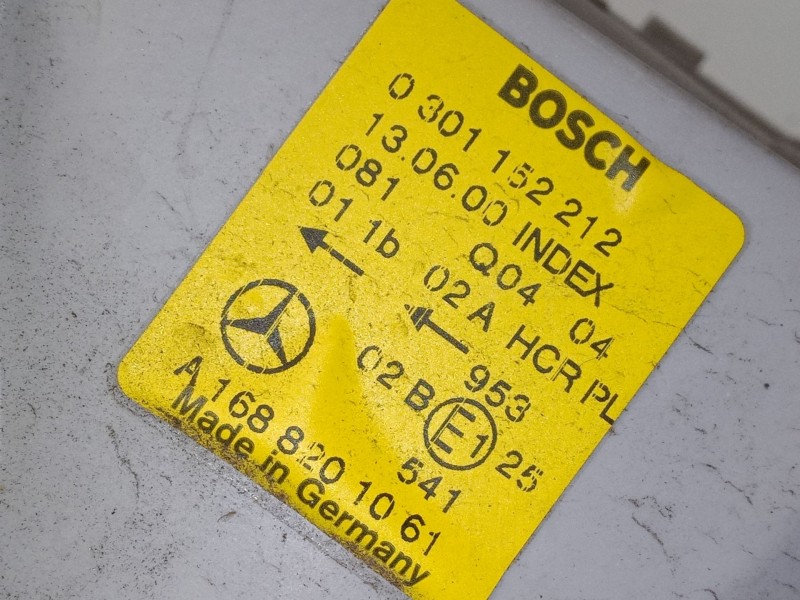 BOSCH
0 301 152 212
13.06.00 INDEX
081 Q04 04
01 1b 02 A HCR PL
953
02 B E1 25
541
A 168 820 10 61
Made in Germany